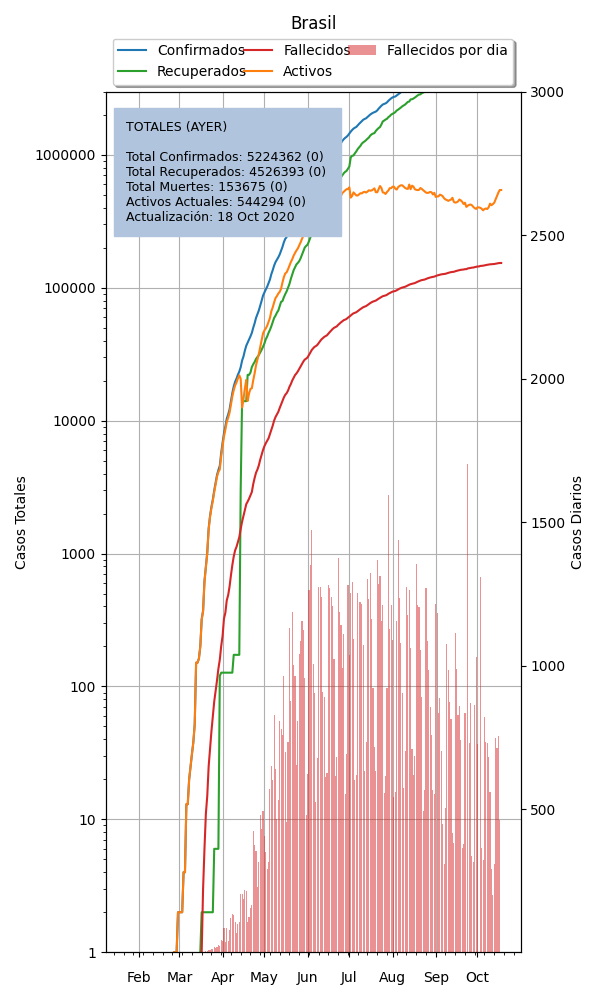 Brasil
Confirmados Fallecidos Fallecidos por dia
Recuperados Activos
TOTALES (AYER)
Total Confirmados: 5224362 (0)
Total Recuperados: 4526393 (0)
Total Muertes: 153675 (0)
Activos Actuales: 544294 (0)
Actualización: 18 Oct 2020
Casos Totales
1000000
100000
10000
1000
100
10
1
3000
2500
2000
1500
1000
500
Casos Diarios
Feb Mar Apr May Jun Jul Aug Sep Oct